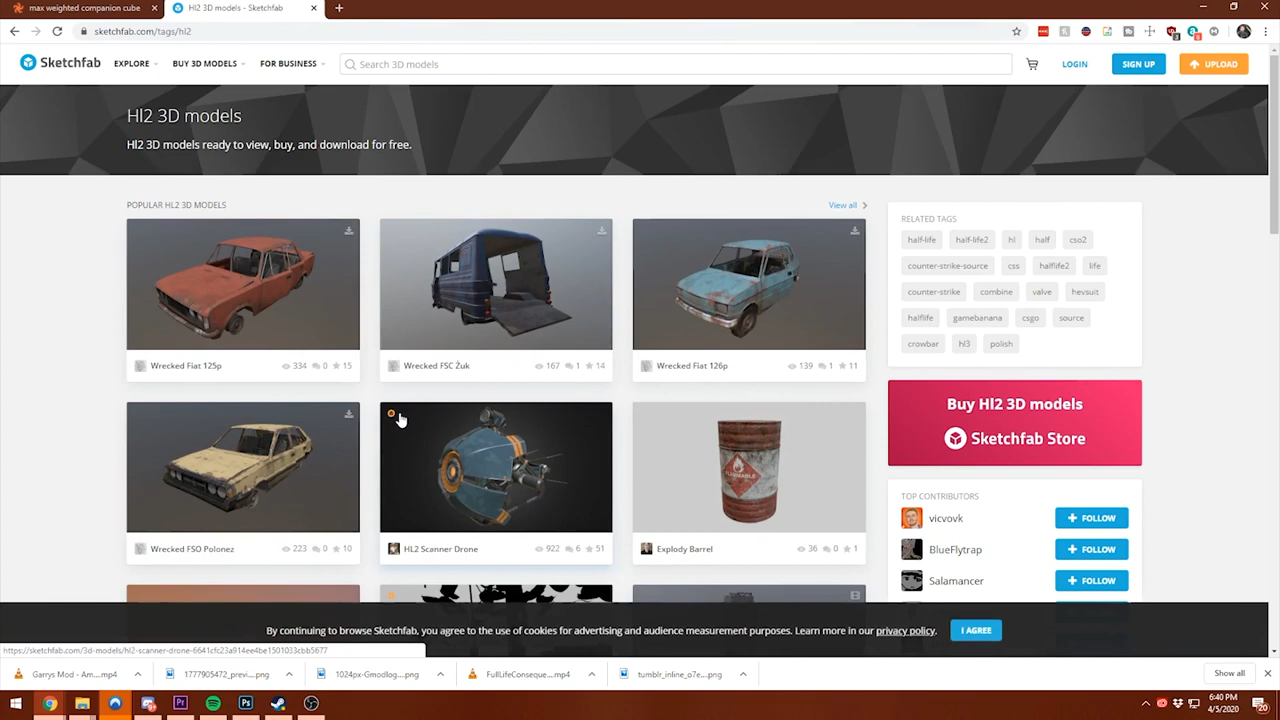 max weighted companion cube
Hl2 3D models - Sketchfab
sketchfab.com/tags/hl2
Sketchfab
EXPLORE
BUY 3D MODELS
FOR BUSINESS
Search 3D models
LOGIN
SIGN UP
UPLOAD
Hl2 3D models
Hl2 3D models ready to view, buy, and download for free.
POPULAR HL2 3D MODELS
View all
Wrecked Fiat 125p 334 0 15
Wrecked FSC Żuk 167 1 14
Wrecked Fiat 126p 139 1 11
Wrecked FSO Polonez 223 0 10
HL2 Scanner Drone 922 6 51
FLAMMABLE
Explody Barrel 36 0 1
RELATED TAGS
half-life half-life2 hl half cso2
counter-strike-source css halflife2 life
counter-strike combine valve hevsuit
halflife gamebanana csgo source
crowbar hl3 polish
Buy Hl2 3D models
Sketchfab Store
TOP CONTRIBUTORS
vicvovk + FOLLOW
BlueFlytrap + FOLLOW
Salamancer + FOLLOW
By continuing to browse Sketchfab, you agree to the use of cookies for advertising and audience measurement purposes. Learn more in our privacy policy.
I AGREE
https://sketchfab.com/3d-models/hl2-scanner-drone-6641cfc23a914ee4be1501033cbb5677
Garrys Mod - Am....mp4
1777905472_previ....png
1024px-Gmodlog....png
FullLifeConseque....mp4
tumblr_inline_o7e....png
Show all
6:40 PM
4/5/2020
20